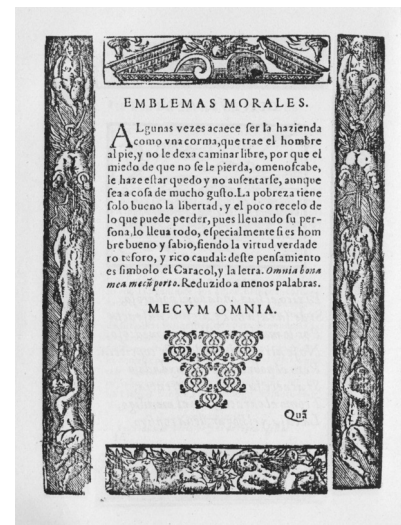 EMBLEMAS MORALES.
ALgunas vezes acaece ser la hazienda
como vna corma, que trae el hombre
al pie, y no le dexa caminar libre, por que el
miedo de que no se le pierda, o menoscabe,
le haze estar quedo y no ausentarse, aunque
sea a cosa de mucho gusto. La pobreza tiene
solo bueno la libertad, y el poco recelo de
lo que puede perder, pues lleuando su per-
sona, lo lleua todo, especialmente si es hom
bre bueno y sabio, siendo la virtud verdade
ro tesoro, y rico caudal: deste pensamiento
es simbolo el Caracol, y la letra. Omnia bona
mea mecũ porto. Reduzido a menos palabras.
MECVM OMNIA.
Quã